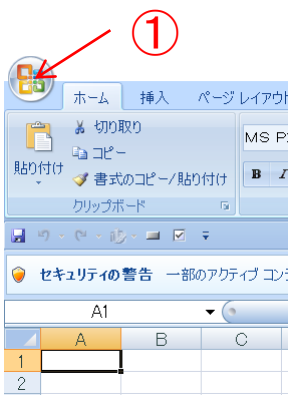 ①
ホーム 挿入 ページ レイアウ
切り取り
コピー
貼り付け
書式のコピー/貼り付け
MS P
B I
クリップボード
セキュリティの警告 一部のアクティブ コン
A1
A B C
1
2